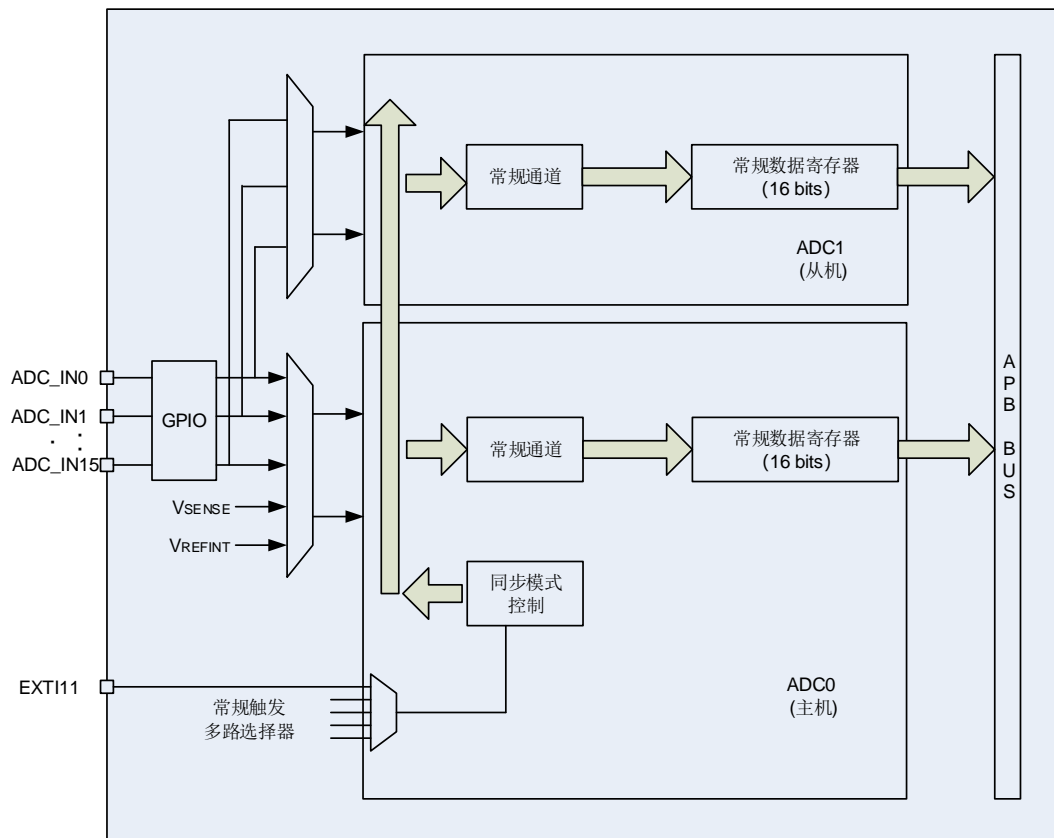 常规通道
常规数据寄存器
(16 bits)
ADC1
(从机)
ADC_IN0
ADC_IN1
. .
. .
ADC_IN15
GPIO
VSENSE
VREFINT
常规通道
常规数据寄存器
(16 bits)
同步模式
控制
EXTI11
常规触发
多路选择器
ADC0
(主机)
A
P
B
B
U
S